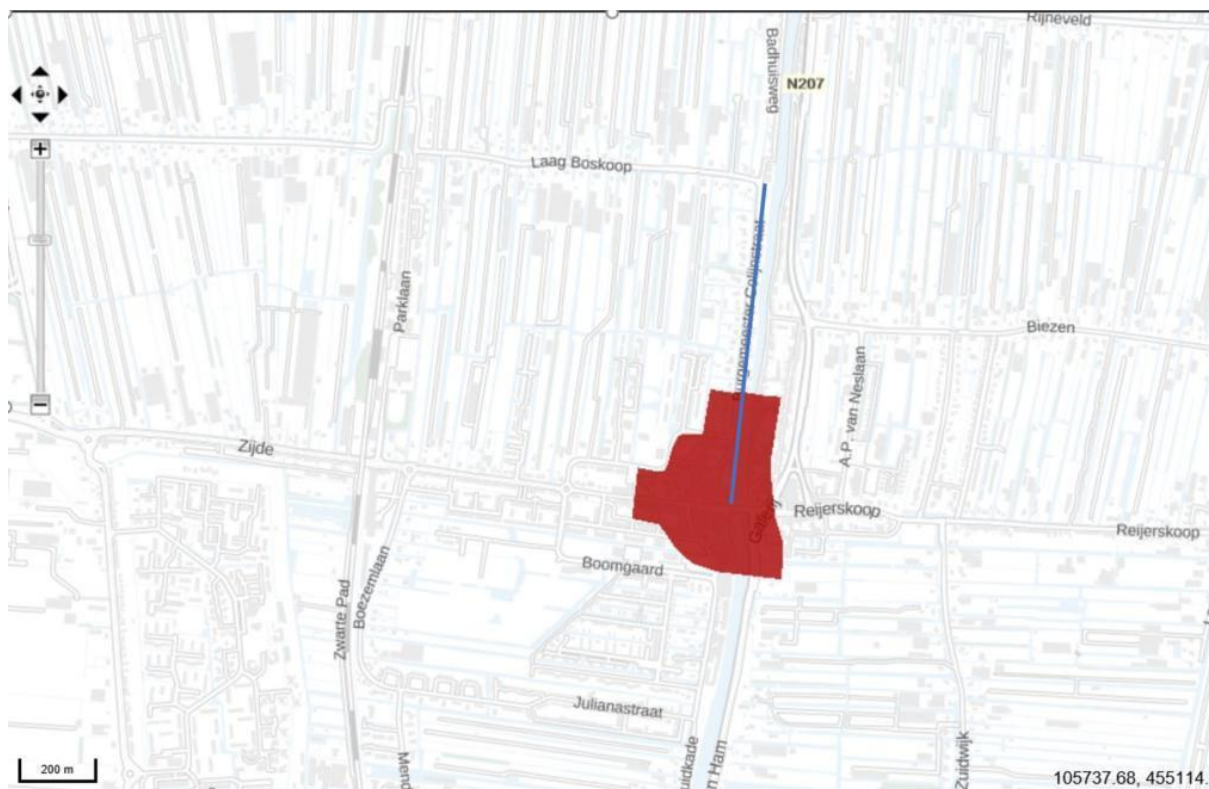 Rijneveld
Badhuisweg
N207
Laag Boskoop
Burgemeester Colijnstraat
Parklaan
Biezen
A.P. van Neslaan
Zijde
Reijerskoop
Reijerskoop
Boomgaard
Boezemlaan
Zwarte Pad
Julianastraat
Zuidwijk
200 m
105737.68, 455114.